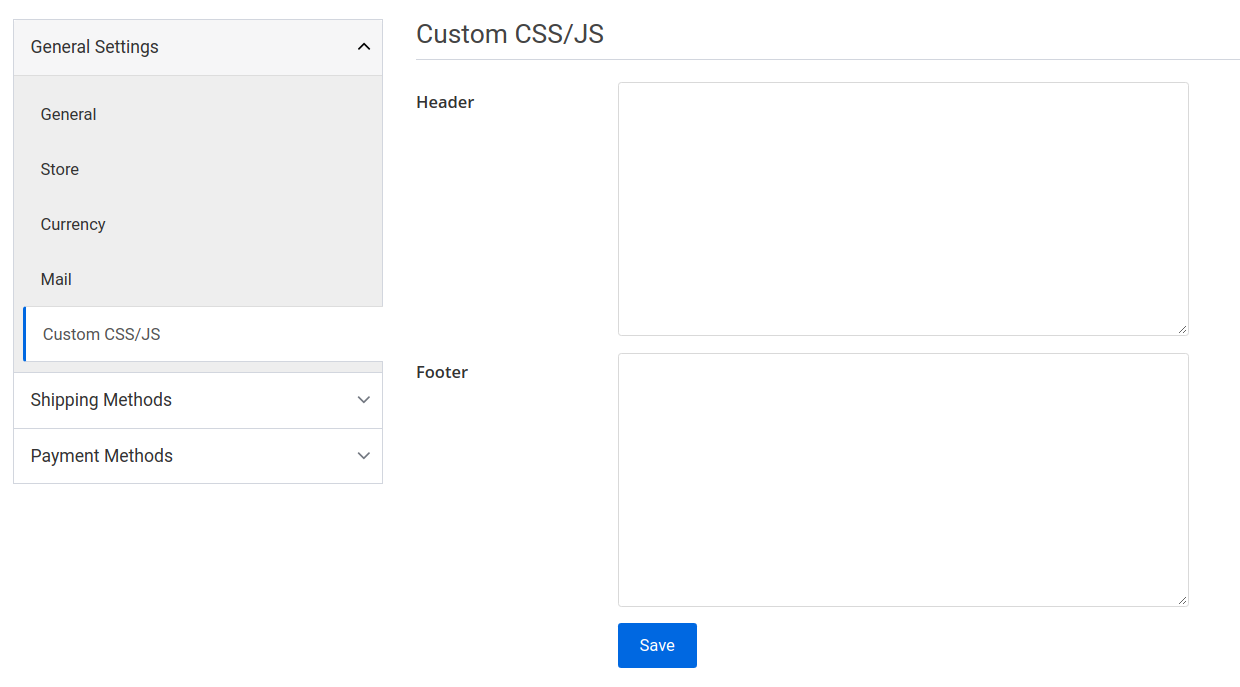 General Settings
General
Store
Currency
Mail
Custom CSS/JS
Shipping Methods
Payment Methods
Custom CSS/JS
Header
Footer
Save